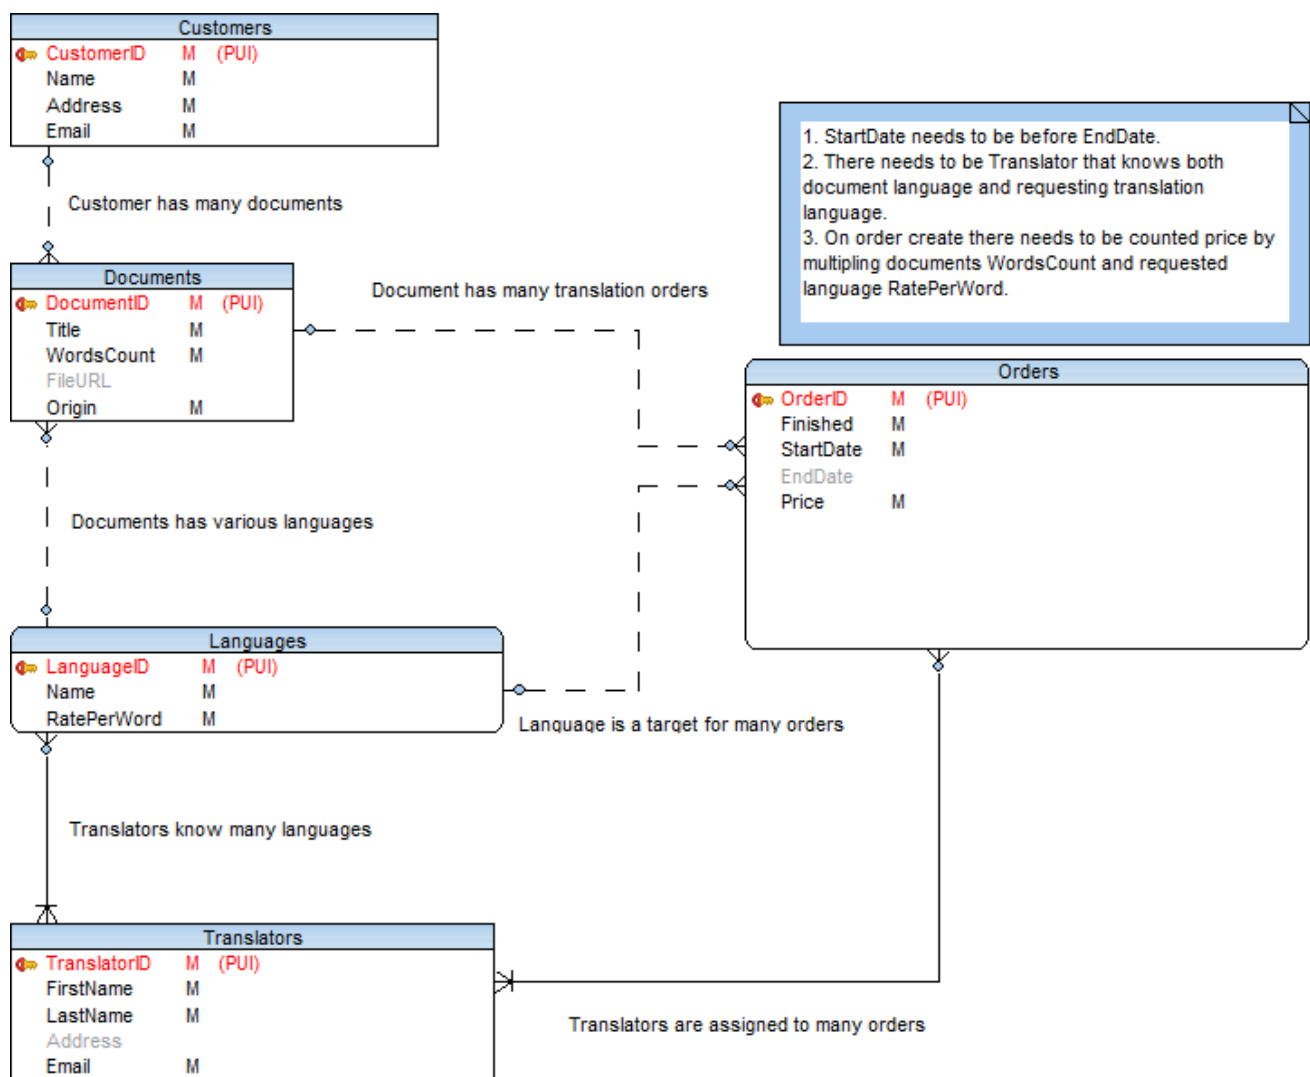 Customers
CustomerID M (PUI)
Name M
Address M
Email M
Customer has many documents
1. StartDate needs to be before EndDate.
2. There needs to be Translator that knows both
document language and requesting translation
language.
3. On order create there needs to be counted price by
multipling documents WordsCount and requested
language RatePerWord.
Documents
DocumentID M (PUI)
Title M
WordsCount M
FileURL
Origin M
Document has many translation orders
Orders
OrderID M (PUI)
Finished M
StartDate M
EndDate
Price M
Documents has various languages
Languages
LanguageID M (PUI)
Name M
RatePerWord M
Language is a target for many orders
Translators know many languages
Translators
TranslatorID M (PUI)
FirstName M
LastName M
Address
Email M
Translators are assigned to many orders